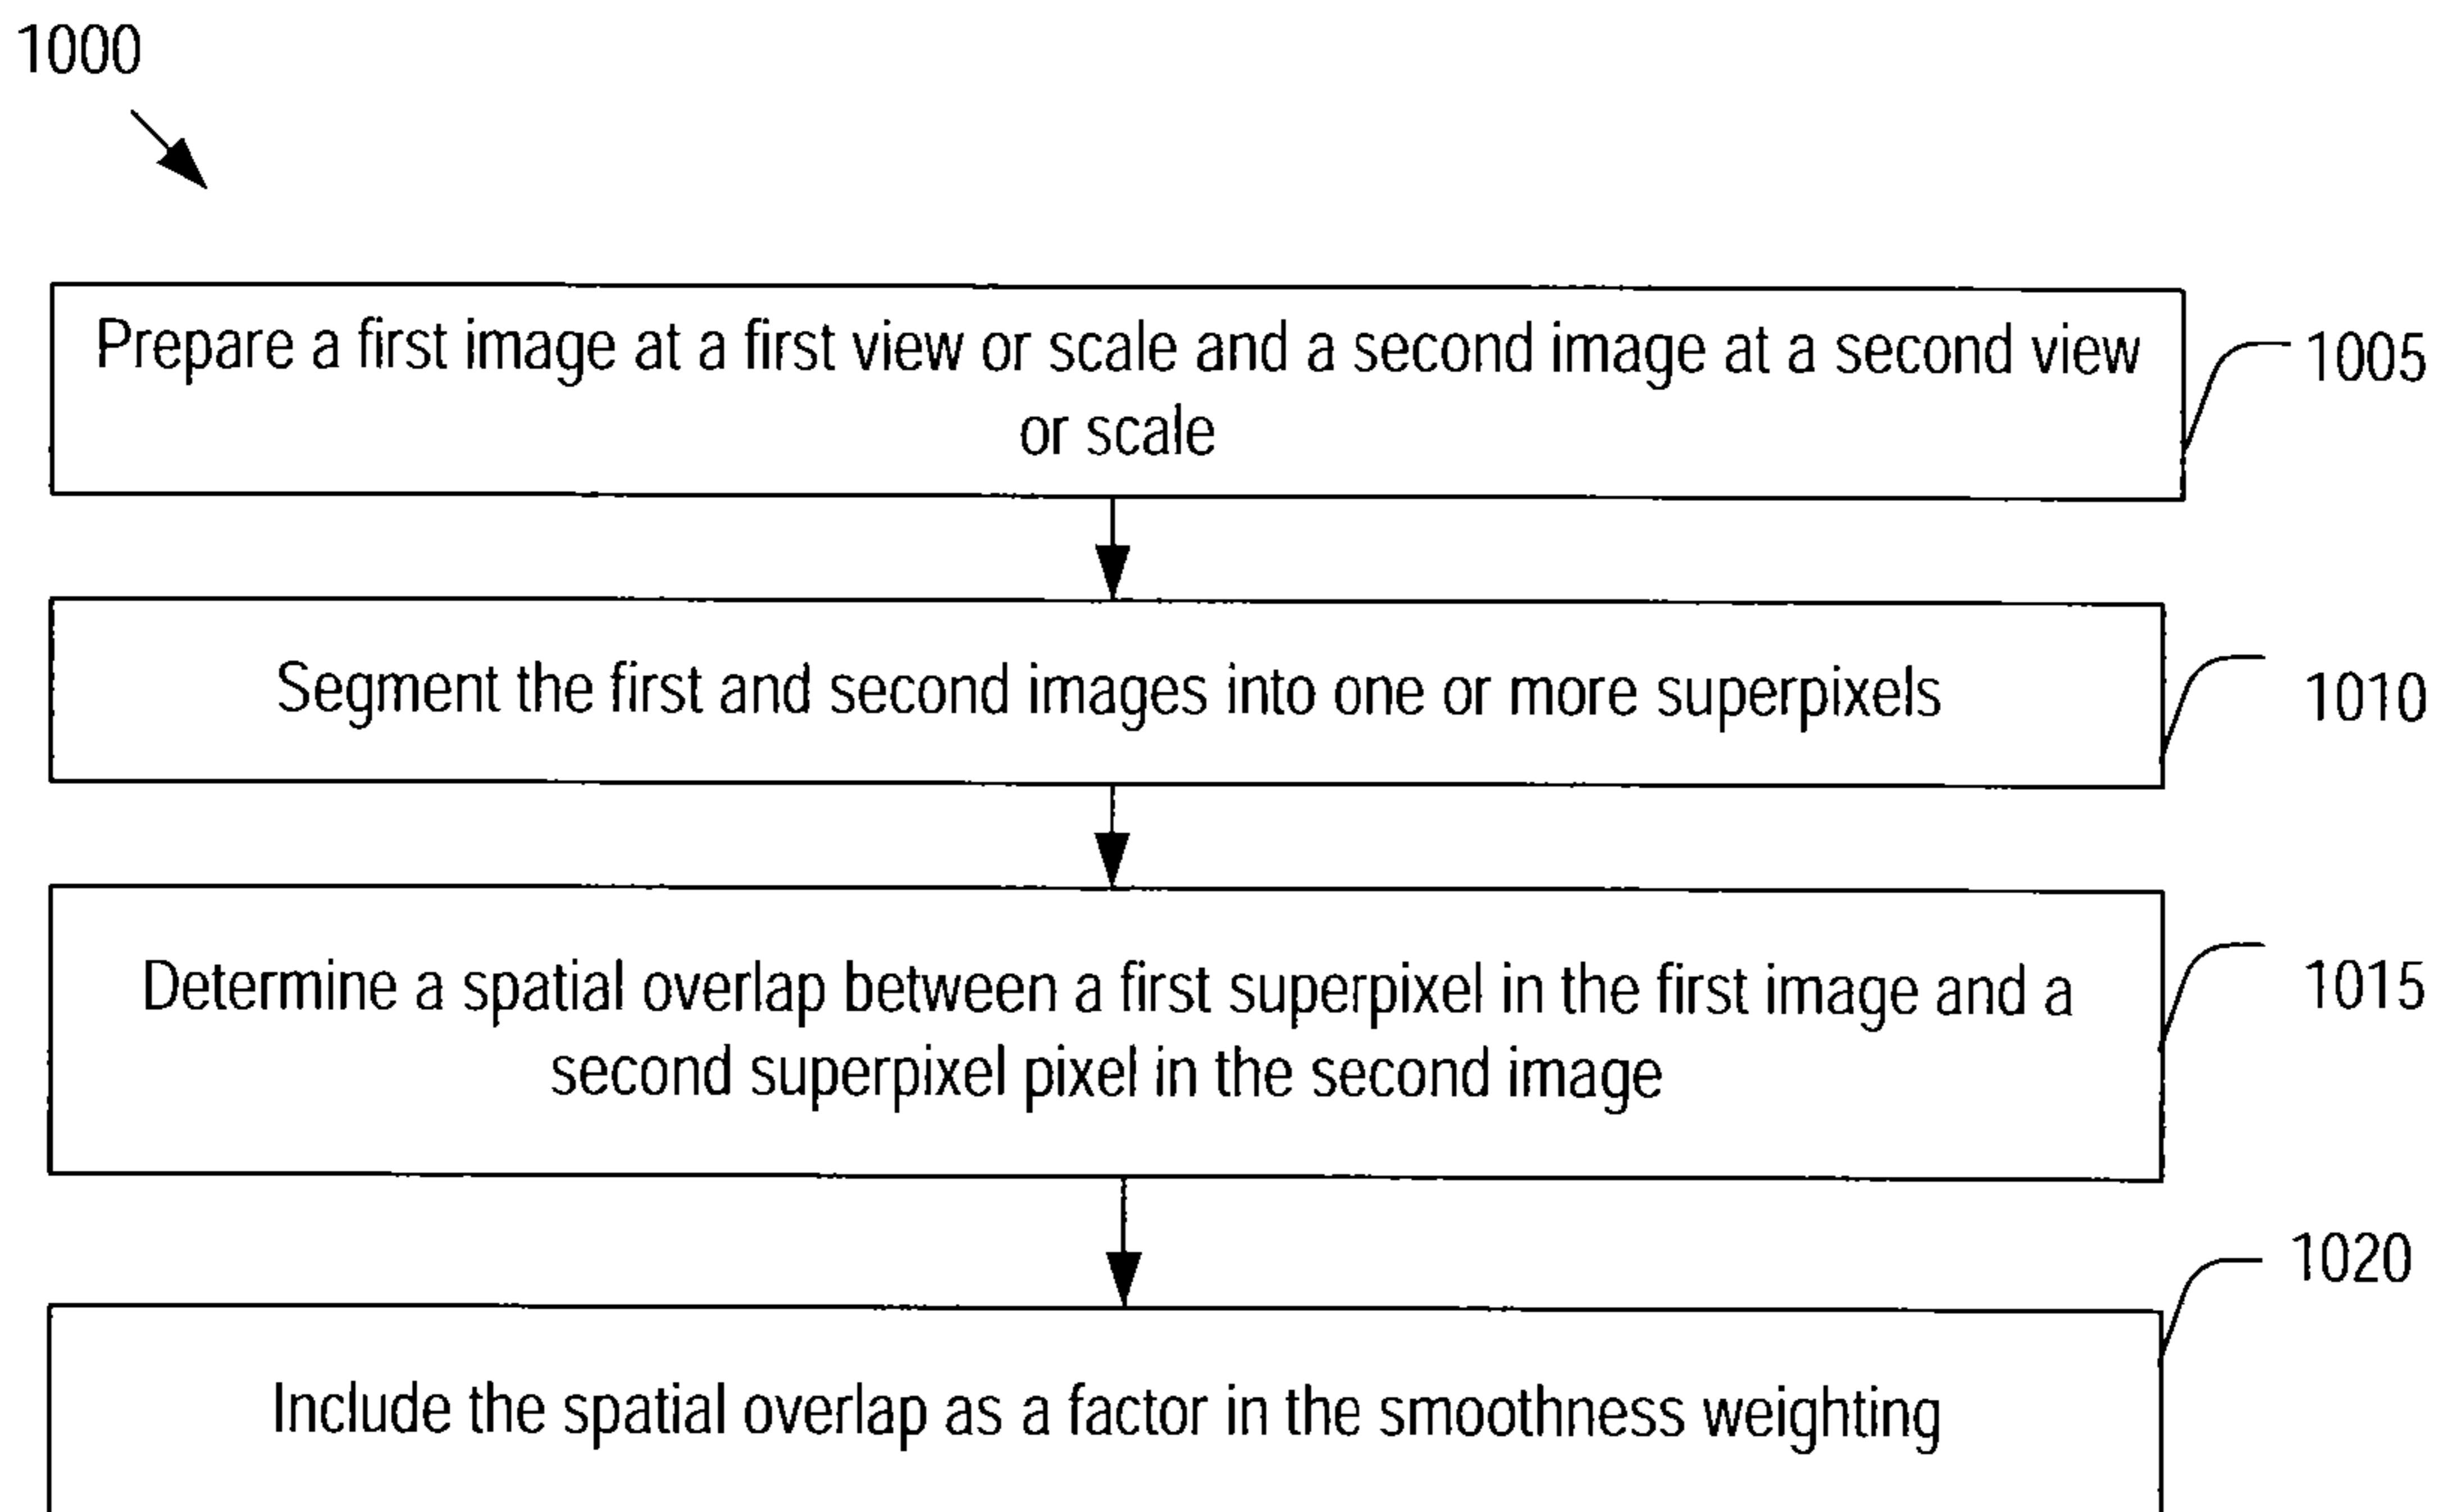 1000
Prepare a first image at a first view or scale and a second image at a second view
or scale
1005
Segment the first and second images into one or more superpixels
1010
Determine a spatial overlap between a first superpixel in the first image and a
second superpixel pixel in the second image
1015
1020
Include the spatial overlap as a factor in the smoothness weighting